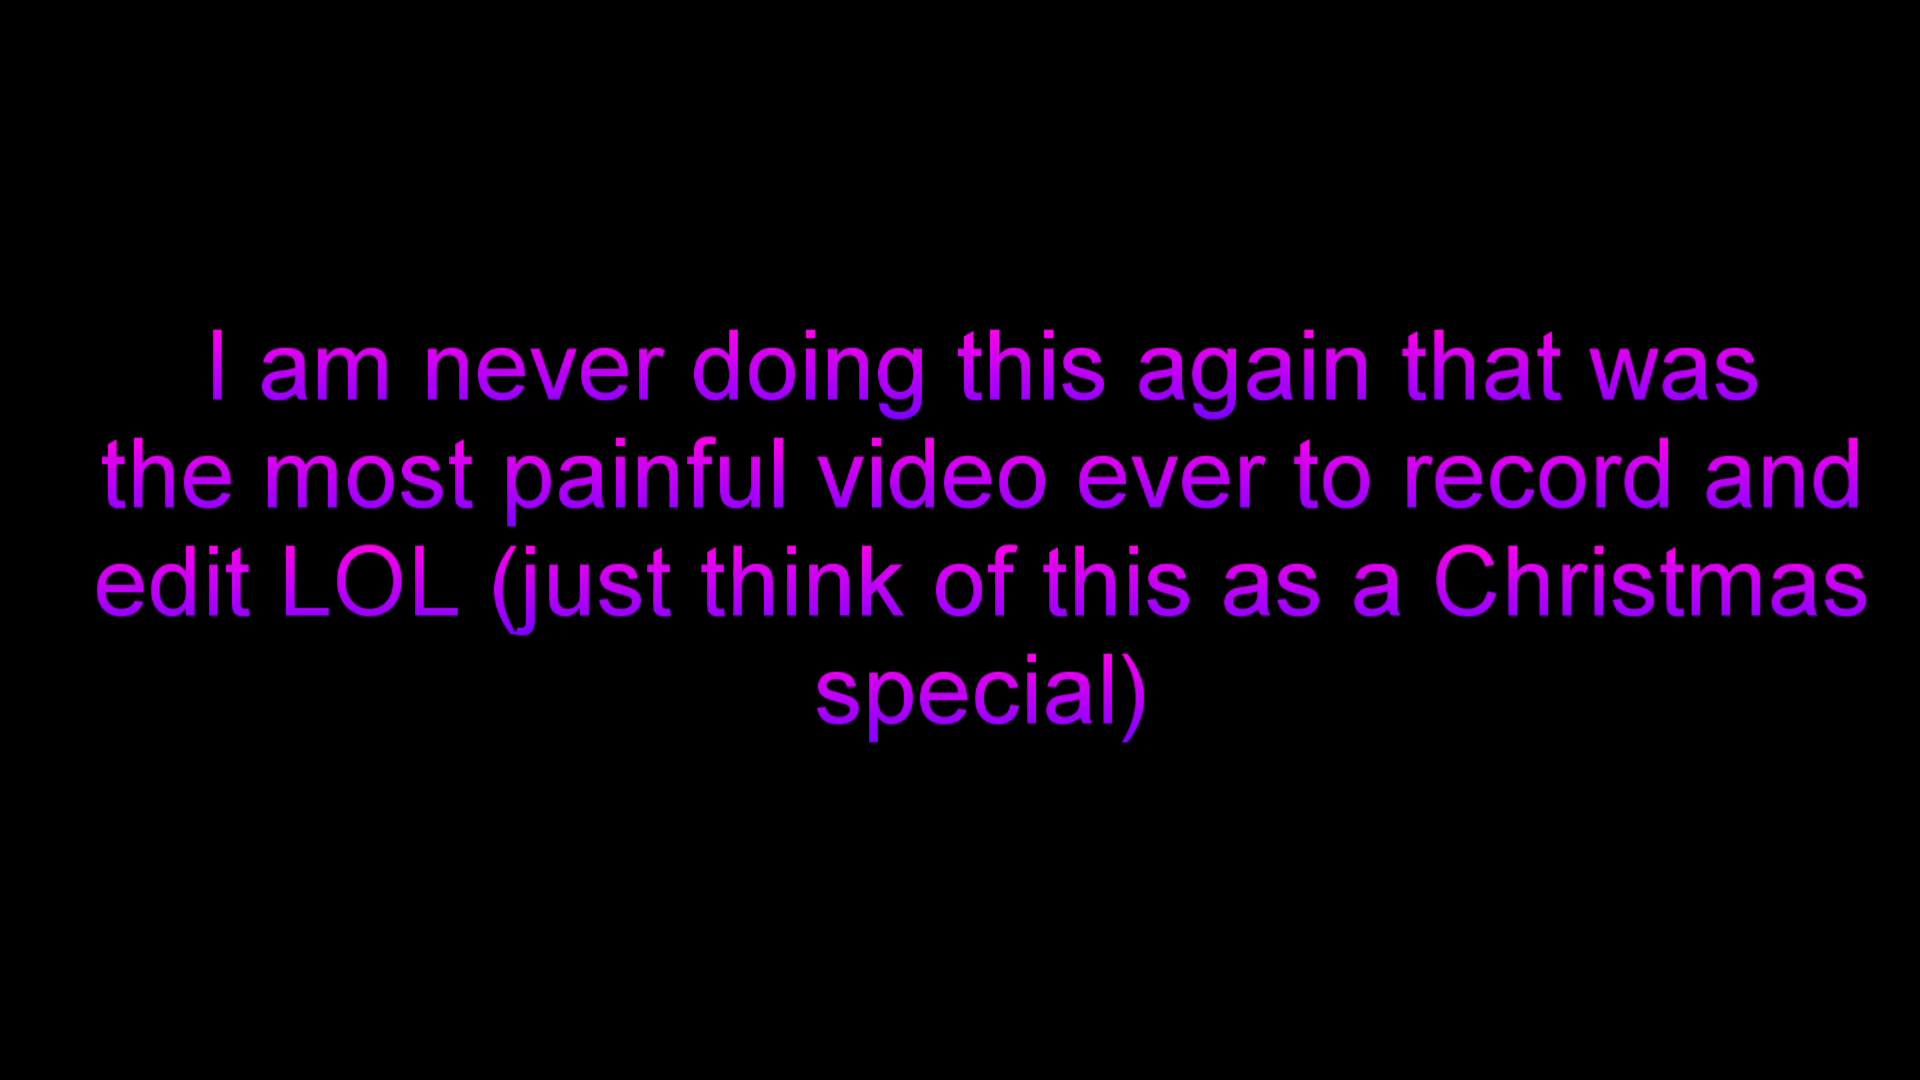 I am never doing this again that was
the most painful video ever to record and
edit LOL (just think of this as a Christmas
special)